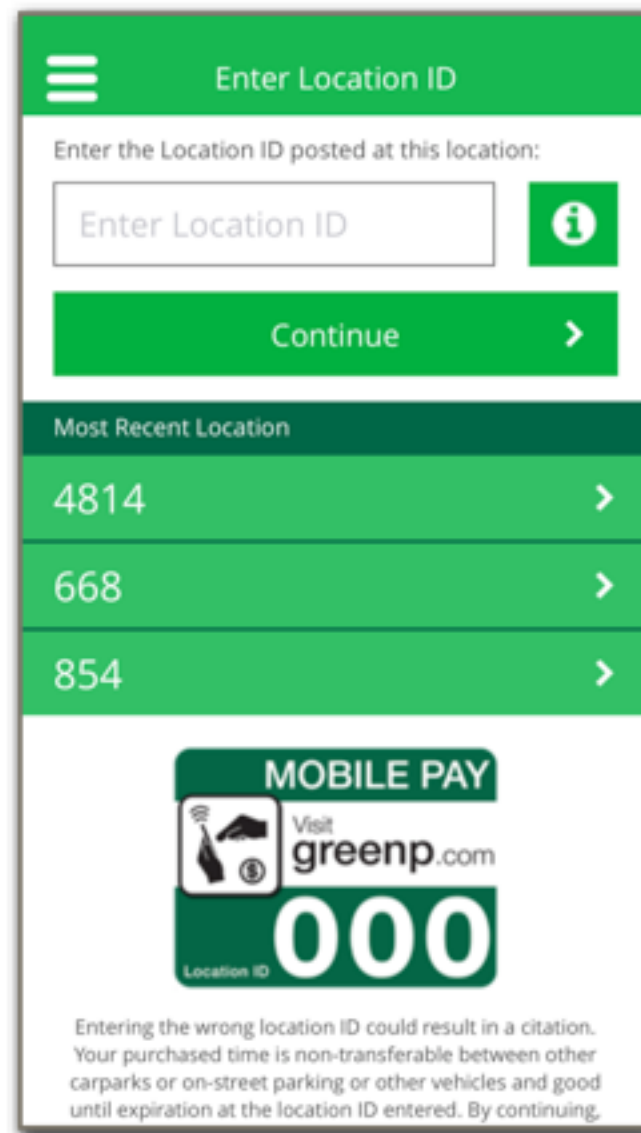 Enter Location ID
Enter the Location ID posted at this location:
Enter Location ID
Continue
Most Recent Location
4814
668
854
MOBILE PAY
Visit
greenp.com
Location ID 000
Entering the wrong location ID could result in a citation.
Your purchased time is non-transferable between other
carparks or on-street parking or other vehicles and good
until expiration at the location ID entered. By continuing,